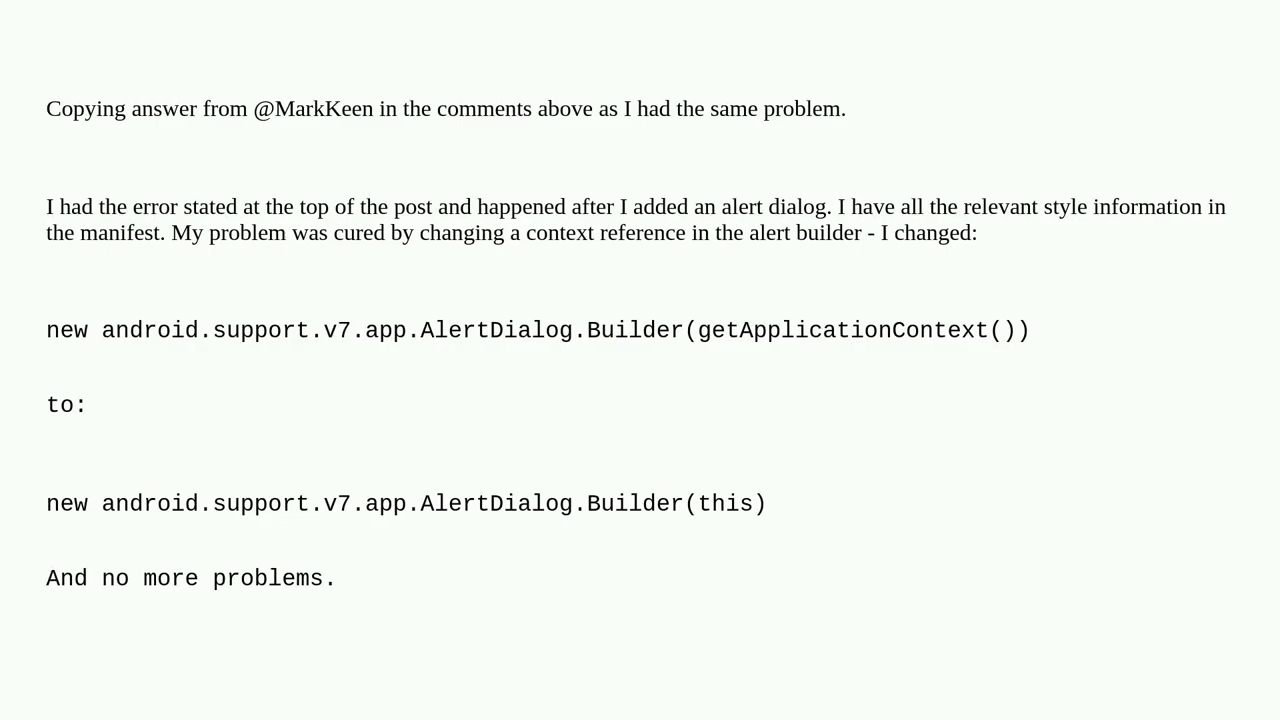 Copying answer from @MarkKeen in the comments above as I had the same problem.
I had the error stated at the top of the post and happened after I added an alert dialog. I have all the relevant style information in
the manifest. My problem was cured by changing a context reference in the alert builder - I changed:
new android.support.v7.app.AlertDialog.Builder(getApplicationContext())
to:
new android.support.v7.app.AlertDialog.Builder(this)
And no more problems.